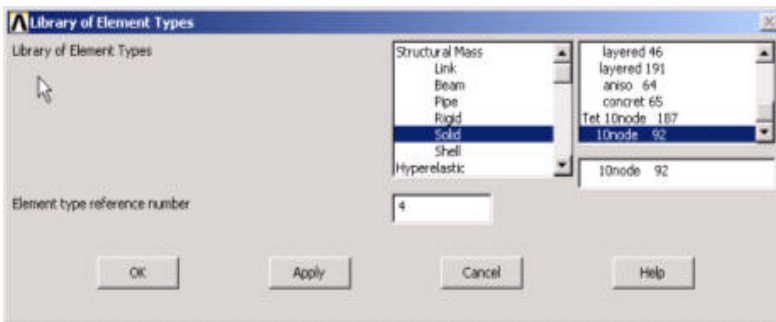 Library of Element Types
Library of Element Types
Structural Mass
Link
Beam
Pipe
Rigid
Solid
Shell
Hyperelastic
layered 46
layered 191
aniso 64
concret 65
Tet 10node 187
10node 92
10node 92
Element type reference number
4
OK
Apply
Cancel
Help